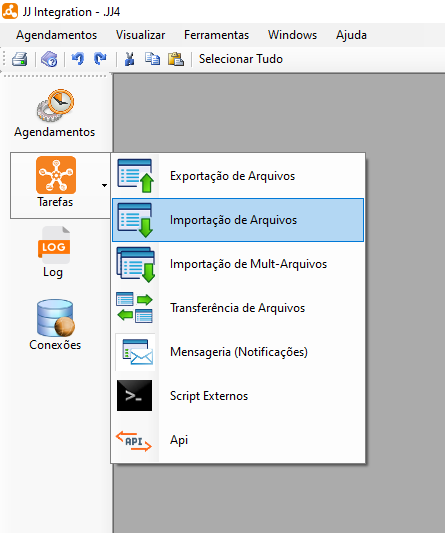 JJ Integration - .JJ4
Agendamentos Visualizar Ferramentas Windows Ajuda
Selecionar Tudo
Agendamentos
Tarefas
Exportação de Arquivos
Importação de Arquivos
Importação de Mult-Arquivos
Transferência de Arquivos
Mensageria (Notificações)
Script Externos
API
Api
LOG
Log
Conexões